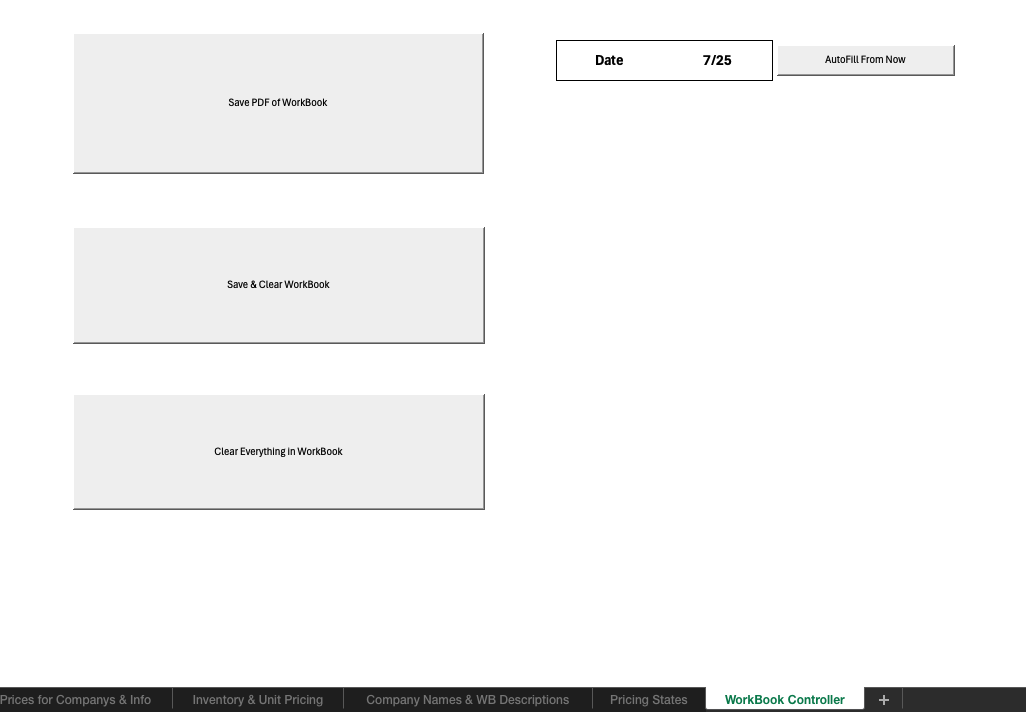 Save PDF of WorkBook
Date 7/25
AutoFill From Now
Save & Clear WorkBook
Clear Everything in WorkBook
Prices for Companys & Info
Inventory & Unit Pricing
Company Names & WB Descriptions
Pricing States
WorkBook Controller
+